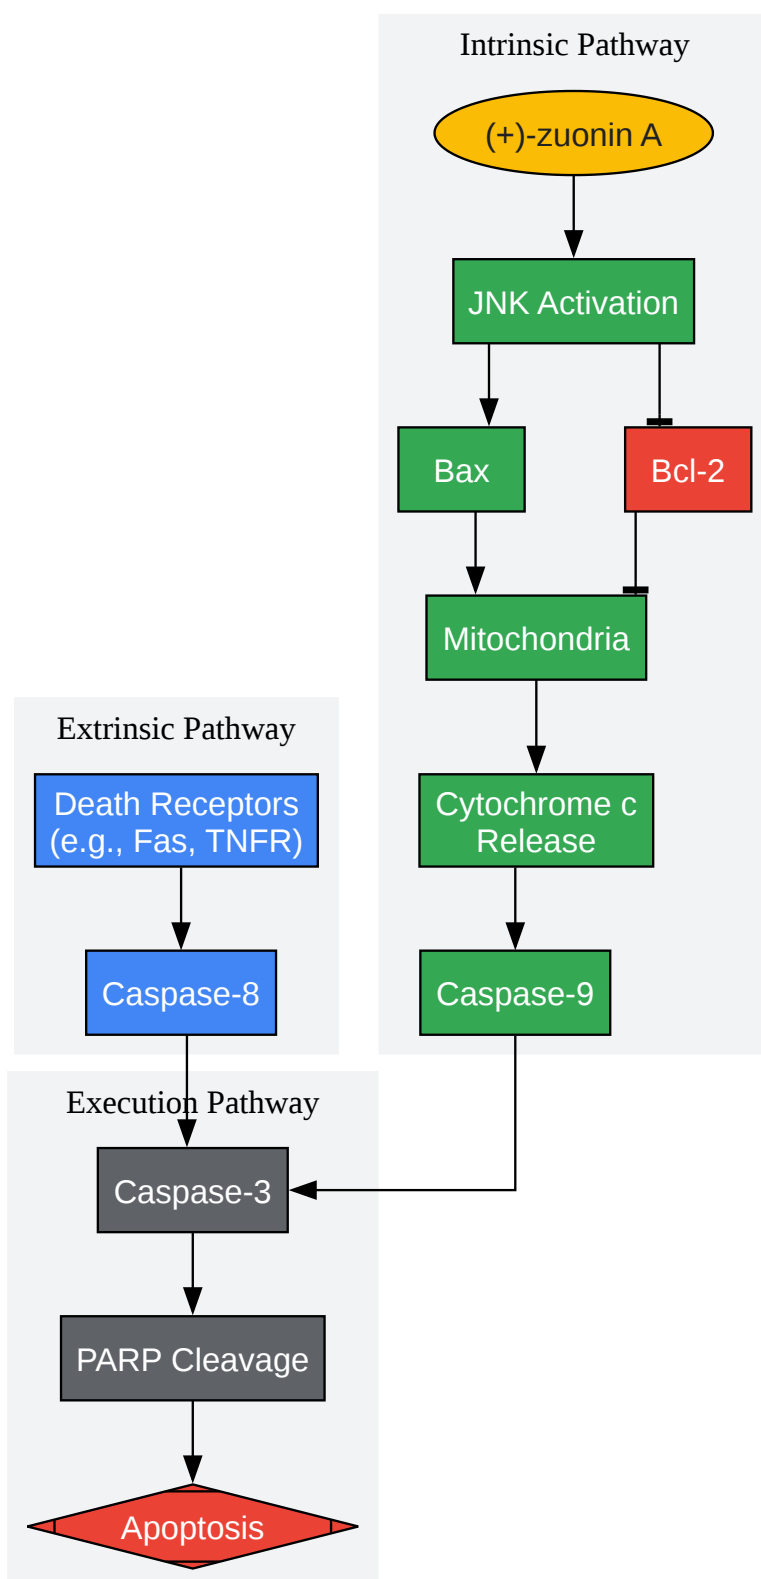 Intrinsic Pathway
(+)-zuonin A
JNK Activation
Bax
Bcl-2
Mitochondria
Cytochrome c
Release
Caspase-9
Extrinsic Pathway
Death Receptors
(e.g., Fas, TNFR)
Caspase-8
Execution Pathway
Caspase-3
PARP Cleavage
Apoptosis